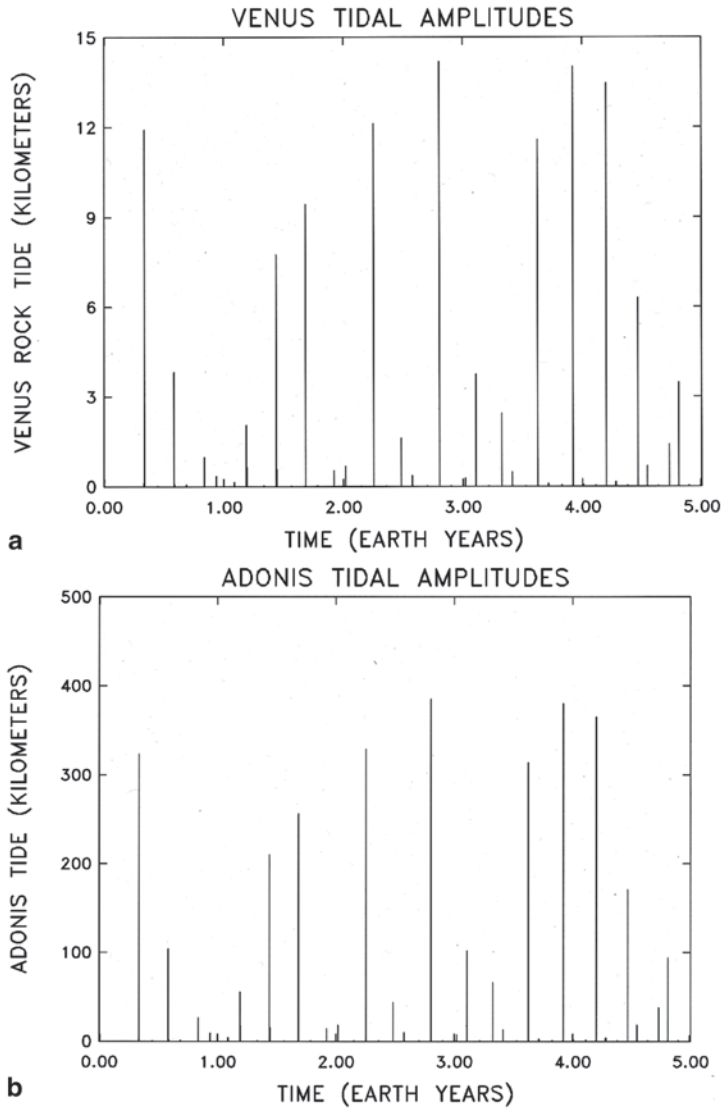 VENUS TIDAL AMPLITUDES
VENUS ROCK TIDE (KILOMETERS)
15
12
9
6
3
0
0.00 1.00 2.00 3.00 4.00 5.00
TIME (EARTH YEARS)
a
ADONIS TIDAL AMPLITUDES
ADONIS TIDE (KILOMETERS)
500
400
300
200
100
0
0.00 1.00 2.00 3.00 4.00 5.00
TIME (EARTH YEARS)
b